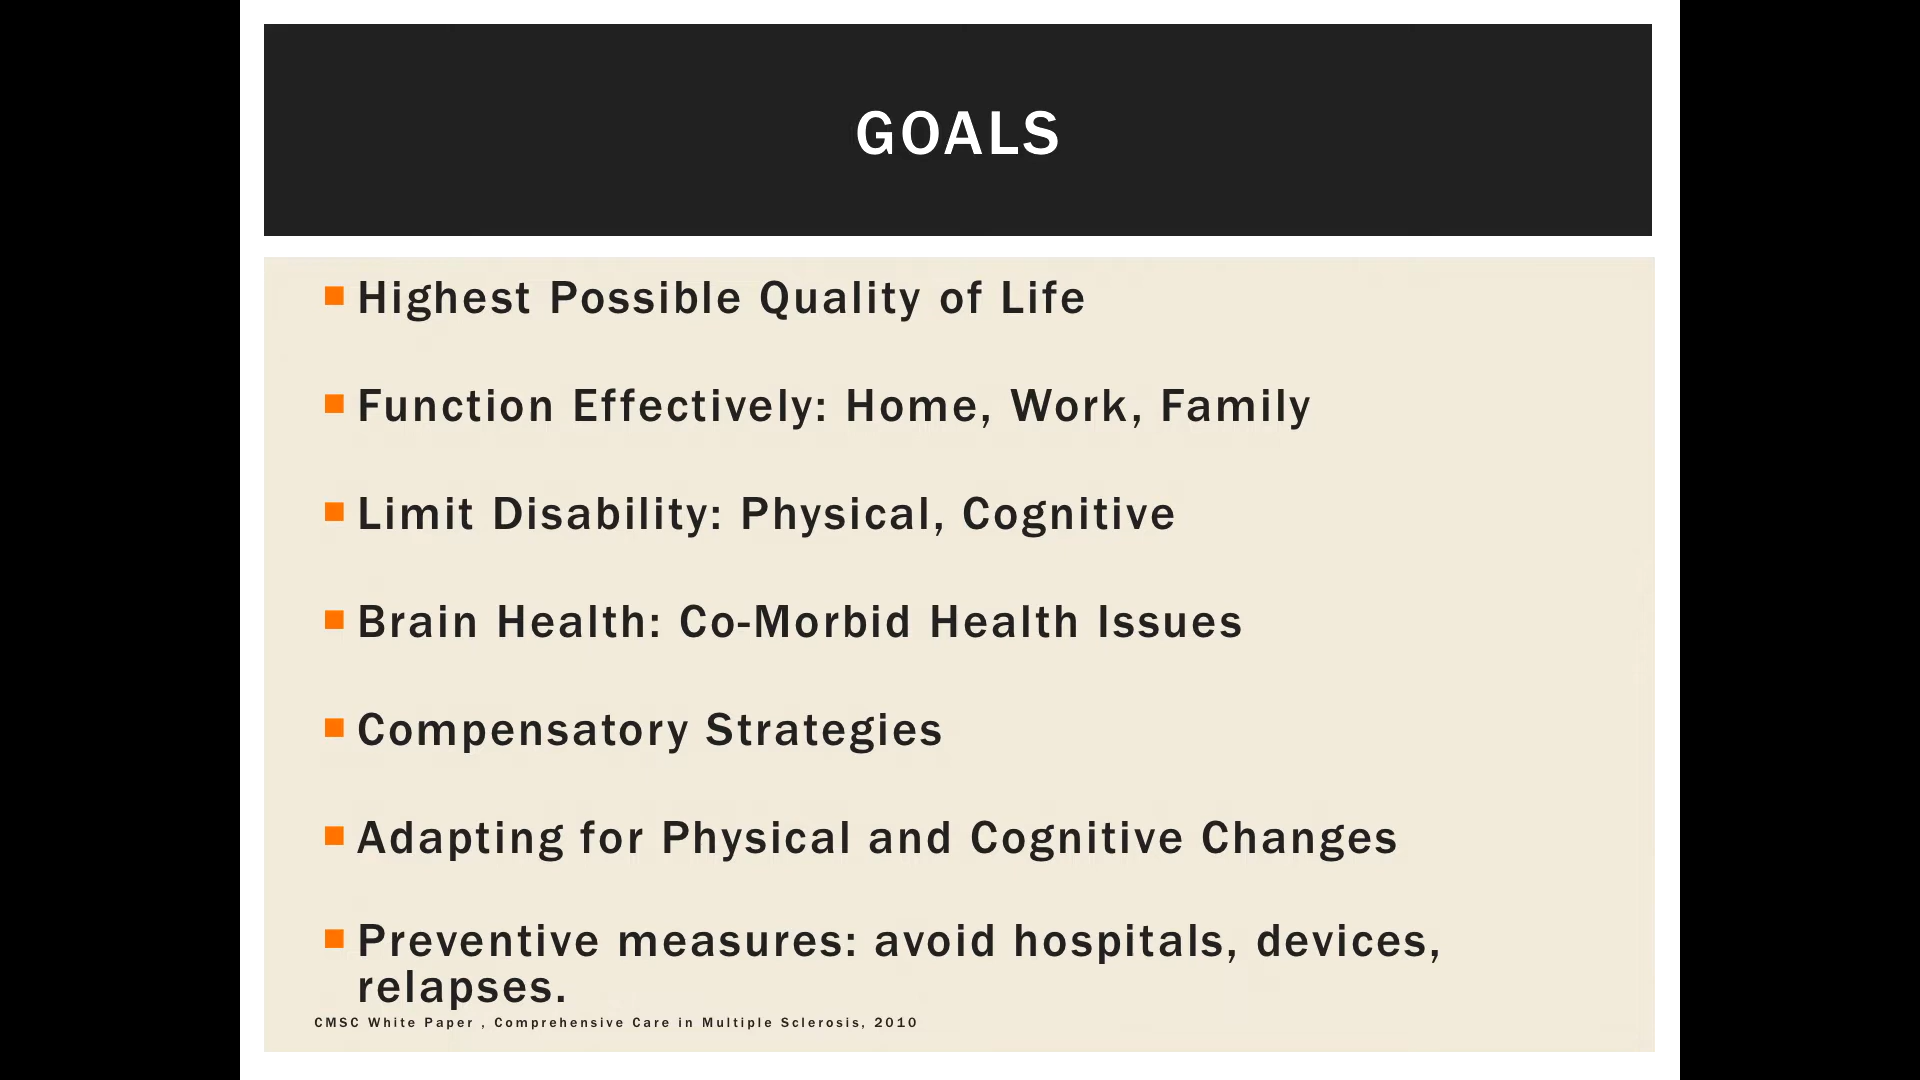 GOALS
Highest Possible Quality of Life
Function Effectively: Home, Work, Family
Limit Disability: Physical, Cognitive
Brain Health: Co-Morbid Health Issues
Compensatory Strategies
Adapting for Physical and Cognitive Changes
Preventive measures: avoid hospitals, devices,
relapses.
CMSC White Paper , Comprehensive Care in Multiple Sclerosis, 2010